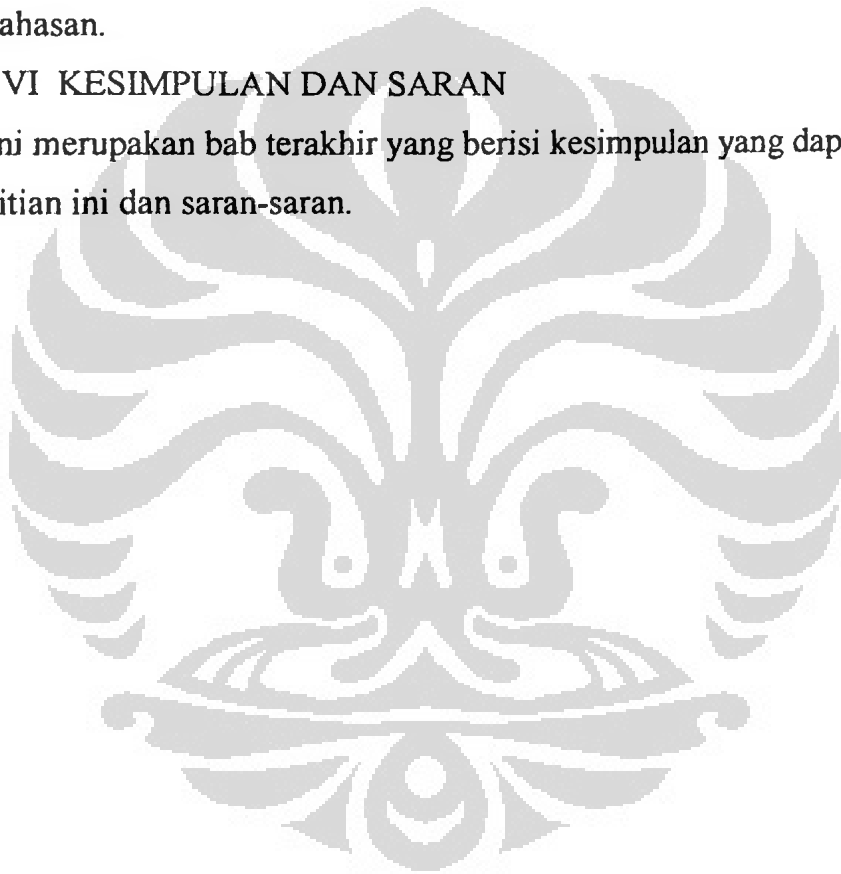 ahasan.
VI KESIMPULAN DAN SARAN
ni merupakan bab terakhir yang berisi kesimpulan yang dap
itian ini dan saran-saran.